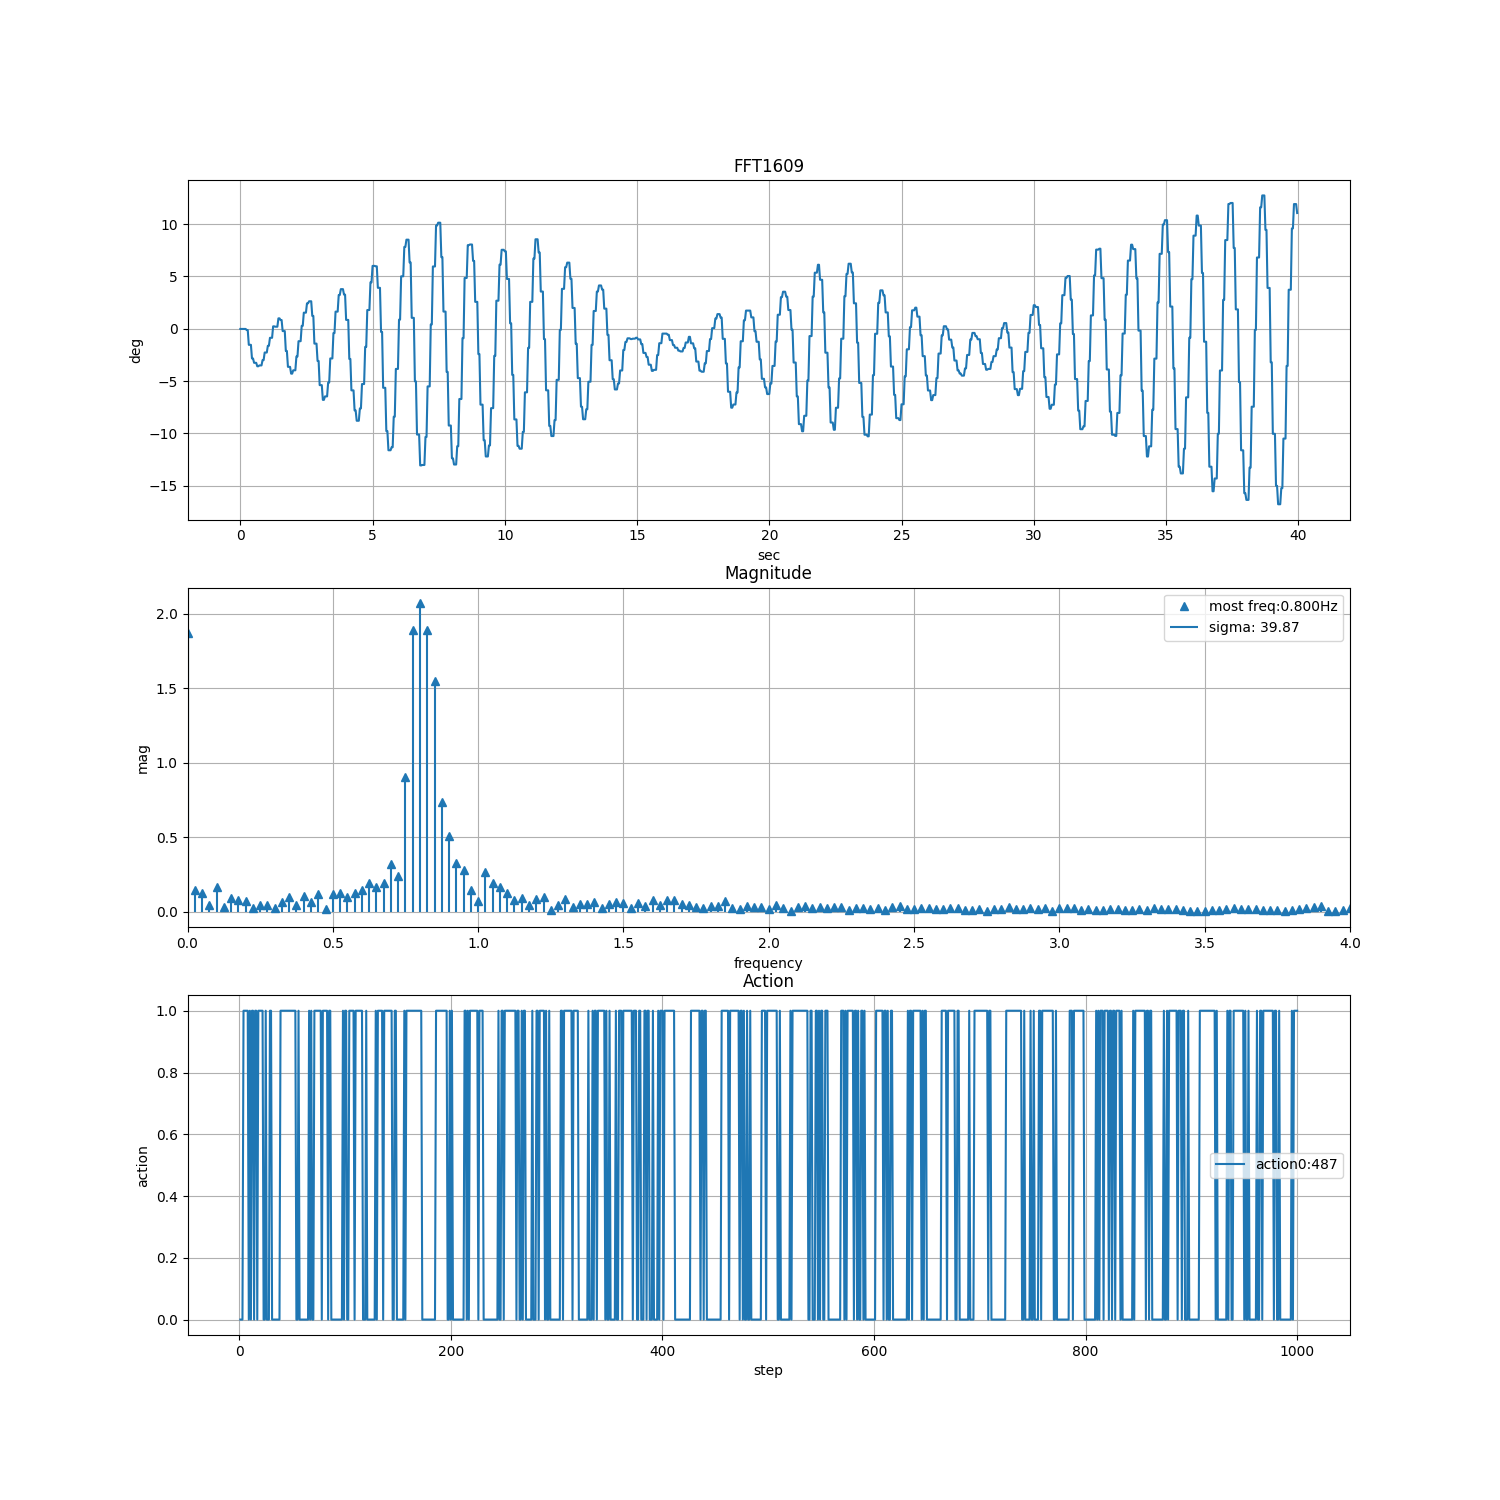 FFT1609
10
5
0
−5
−10
−15
deg
0 5 10 15 20 25 30 35 40
sec
Magnitude
most freq:0.800Hz
sigma: 39.87
2.0
1.5
1.0
0.5
0.0
mag
0.0 0.5 1.0 1.5 2.0 2.5 3.0 3.5 4.0
frequency
Action
1.0
0.8
0.6
0.4
0.2
0.0
action
action0:487
0 200 400 600 800 1000
step